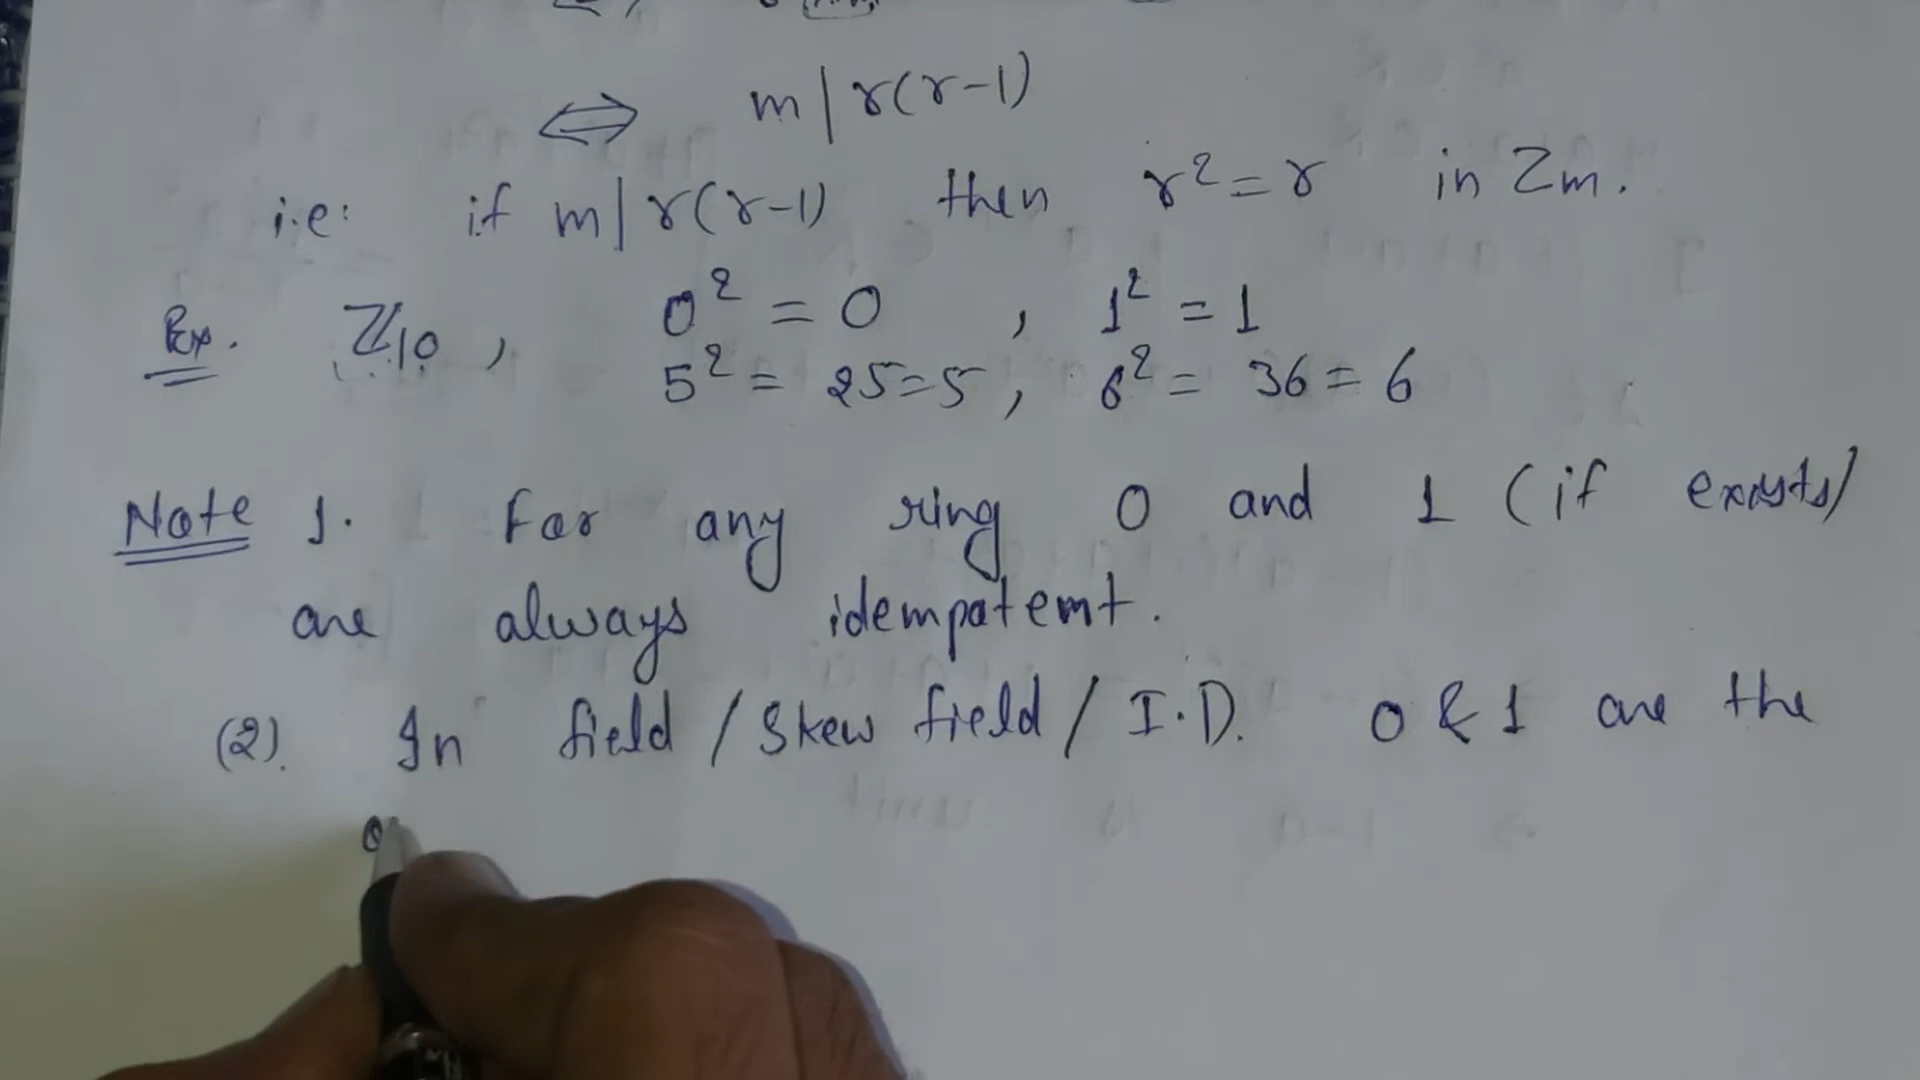 ⇔ m | r(r-1)
i.e: if m | r(r-1) then r² = r in Zm.
Ex. Z10, 0² = 0 , 1² = 1
5² = 25 = 5 , 6² = 36 = 6
Note 1. For any ring 0 and 1 (if exists)
are always idempotent.
(2). In field / Skew field / I.D. 0 & 1 are the